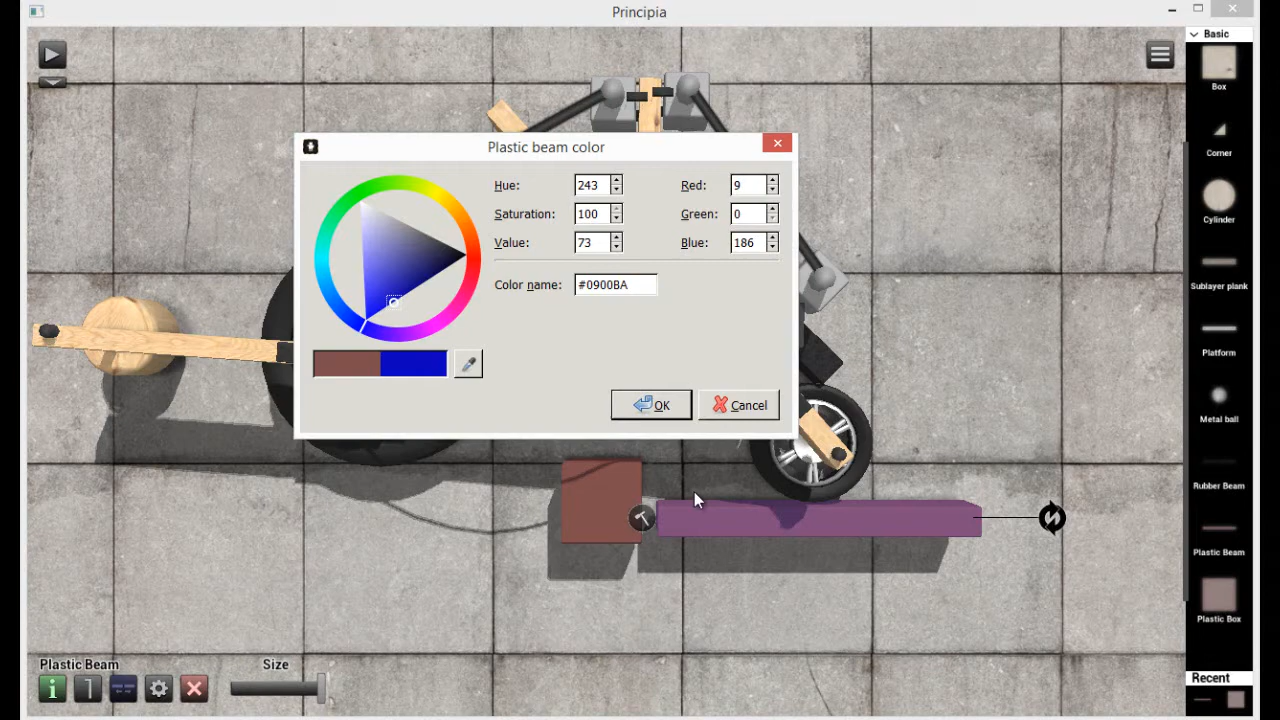 Principia
Basic
Box
Corner
Cylinder
Sublayer plank
Platform
Metal ball
Rubber Beam
Plastic Beam
Plastic Box
Recent
Plastic beam color
Hue: 243 Red: 9
Saturation: 100 Green: 0
Value: 73 Blue: 186
Color name: #0900BA
OK Cancel
Plastic Beam Size